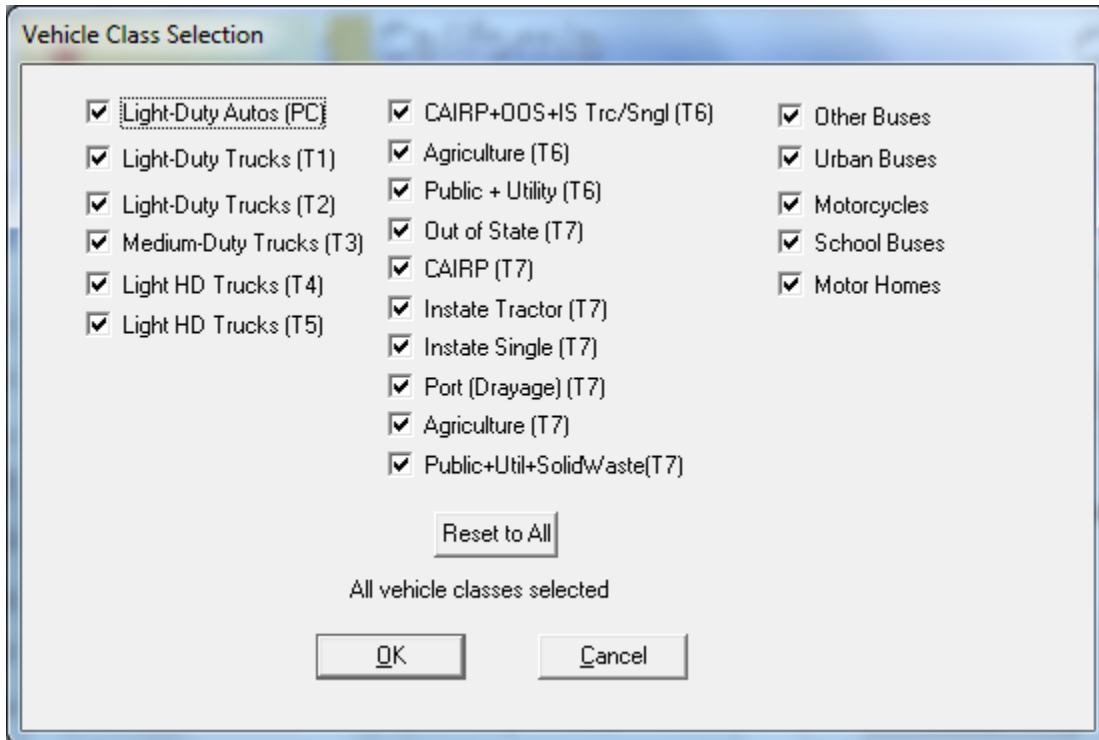 Vehicle Class Selection
California
Light-Duty Autos (PC)
Light-Duty Trucks (T1)
Light-Duty Trucks (T2)
Medium-Duty Trucks (T3)
Light HD Trucks (T4)
Light HD Trucks (T5)
CAIRP+OOS+IS Trc/Sngl (T6)
Agriculture (T6)
Public + Utility (T6)
Out of State (T7)
CAIRP (T7)
Instate Tractor (T7)
Instate Single (T7)
Port (Drayage) (T7)
Agriculture (T7)
Public+Util+SolidWaste(T7)
Other Buses
Urban Buses
Motorcycles
School Buses
Motor Homes
Reset to All
All vehicle classes selected
OK
Cancel